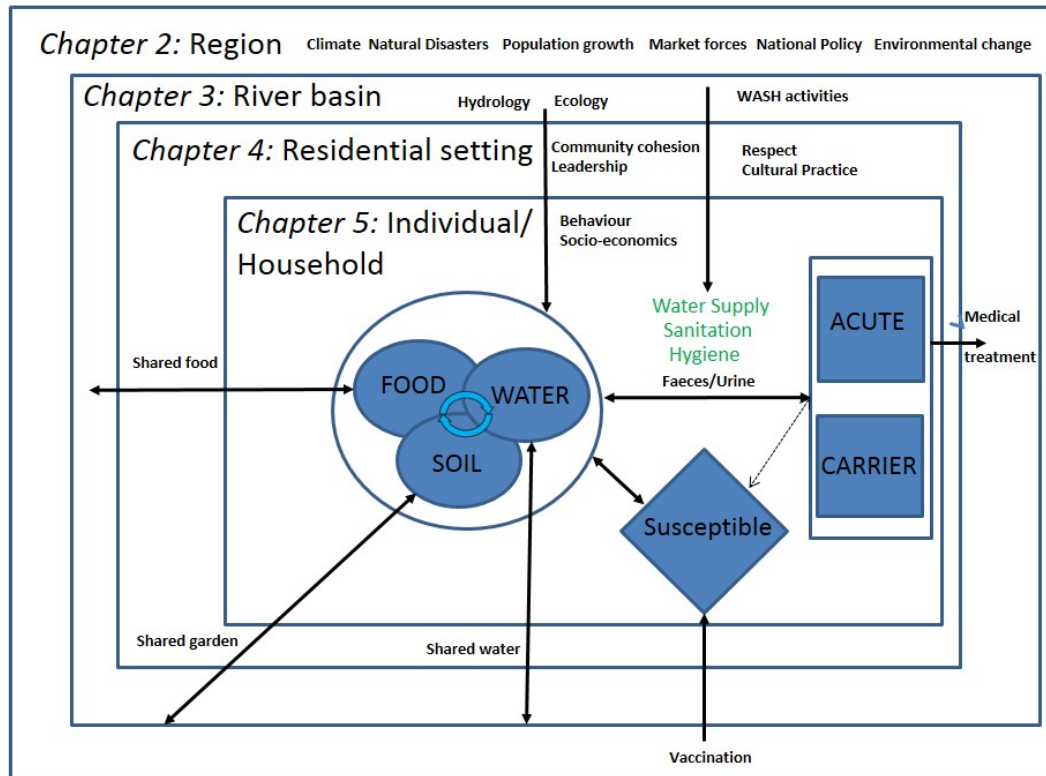 Chapter 2: Region
Climate Natural Disasters Population growth Market forces National Policy Environmental change
Chapter 3: River basin
Hydrology Ecology
WASH activities
Chapter 4: Residential setting
Community cohesion
Leadership
Respect
Cultural Practice
Chapter 5: Individual/
Household
Behaviour
Socio-economics
Water Supply
Sanitation
Hygiene
Faeces/Urine
ACUTE
CARRIER
Medical
treatment
Shared food
FOOD
WATER
SOIL
Susceptible
Shared garden
Shared water
Vaccination